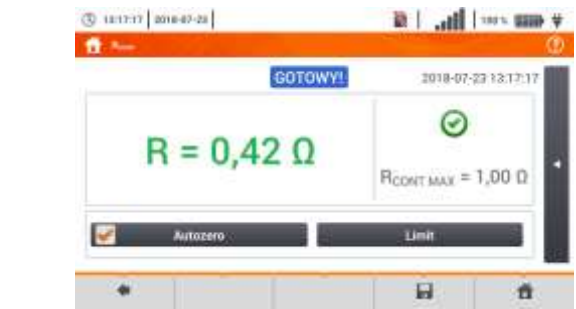 13:17:17 2018-07-23 100%
GOTOWY! 2018-07-23 13:17:17
R = 0,42 Ω
RCONT MAX = 1,00 Ω
Autozero Limit